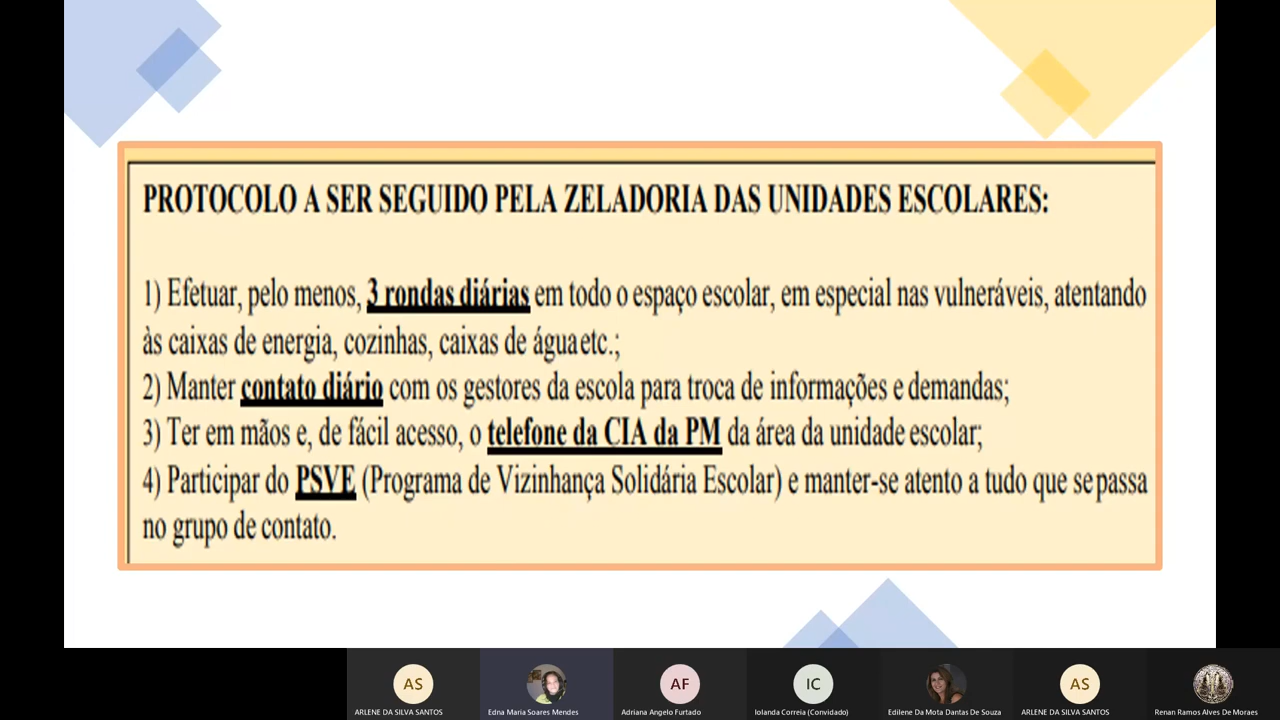 PROTOCOLO A SER SEGUIDO PELA ZELADORIA DAS UNIDADES ESCOLARES:
1) Efetuar, pelo menos, 3 rondas diárias em todo o espaço escolar, em especial nas vulneráveis, atentando
às caixas de energia, cozinhas, caixas de água etc.;
2) Manter contato diário com os gestores da escola para troca de informações e demandas;
3) Ter em mãos e, de fácil acesso, o telefone da CIA da PM da área da unidade escolar;
4) Participar do PSVE (Programa de Vizinhança Solidária Escolar) e manter-se atento a tudo que se passa
no grupo de contato.
AS
AF
IC
AS
ARLENE DA SILVA SANTOS
Edna Maria Soares Mendes
Adriana Angelo Furtado
Iolanda Correia (Convidado)
Edilene Da Mota Dantas De Souza
ARLENE DA SILVA SANTOS
Renan Ramos Alves De Moraes